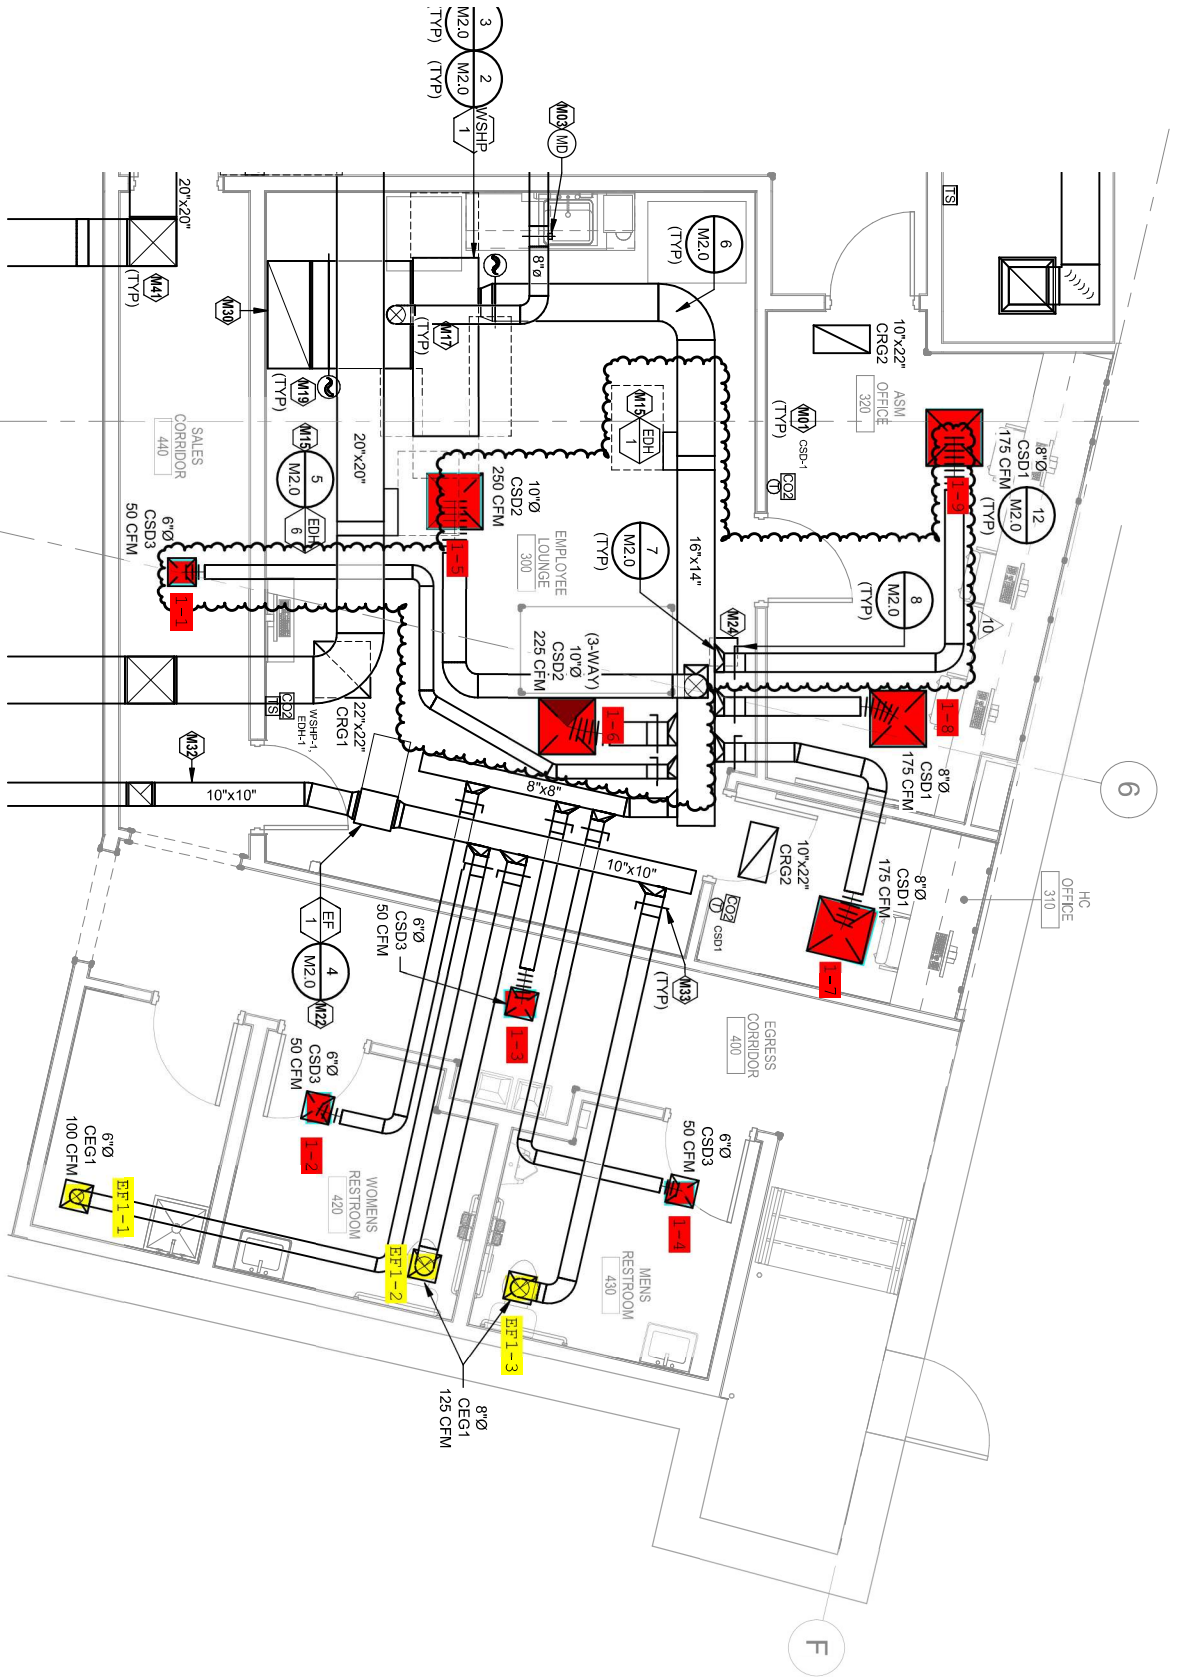 3
M2.0
(TYP)
2
M2.0
(TYP)
WSHP
1
M03
MD
TS
20"x20"
M41
(TYP)
M30
8"ø
6
M2.0
(TYP)
M17
(TYP)
M19
(TYP)
10"x22"
CRG2
ASM
OFFICE
320
M01
(TYP)
CSD-1
CO2
T
8"Ø
CSD1
175 CFM
1-9
12
M2.0
(TYP)
M15
EDH
1
SALES
CORRIDOR
440
M15
5
M2.0
EDH
6
20"x20"
10"Ø
CSD2
250 CFM
1-5
6"Ø
CSD3
50 CFM
1-1
EMPLOYEE
LOUNGE
300
7
M2.0
(TYP)
16"x14"
8
M2.0
(TYP)
M24
10
(3-WAY)
10"Ø
CSD2
225 CFM
1-6
1-8
8"Ø
CSD1
175 CFM
22"x22"
CRG1
WSHP-1,
EDH-1
CO2
TS
M32
10"x10"
8"x8"
10"x10"
10"x22"
CRG2
CO2
T
CSD1
8"Ø
CSD1
175 CFM
1-7
6
HC
OFFICE
310
EF
1
4
M2.0
M22
6"Ø
CSD3
50 CFM
1-3
M33
(TYP)
EGRESS
CORRIDOR
400
6"Ø
CSD3
50 CFM
1-2
6"Ø
CSD3
50 CFM
1-4
6"Ø
CEG1
100 CFM
EF1-1
WOMENS
RESTROOM
420
EF1-2
EF1-3
MENS
RESTROOM
430
8"Ø
CEG1
125 CFM
F